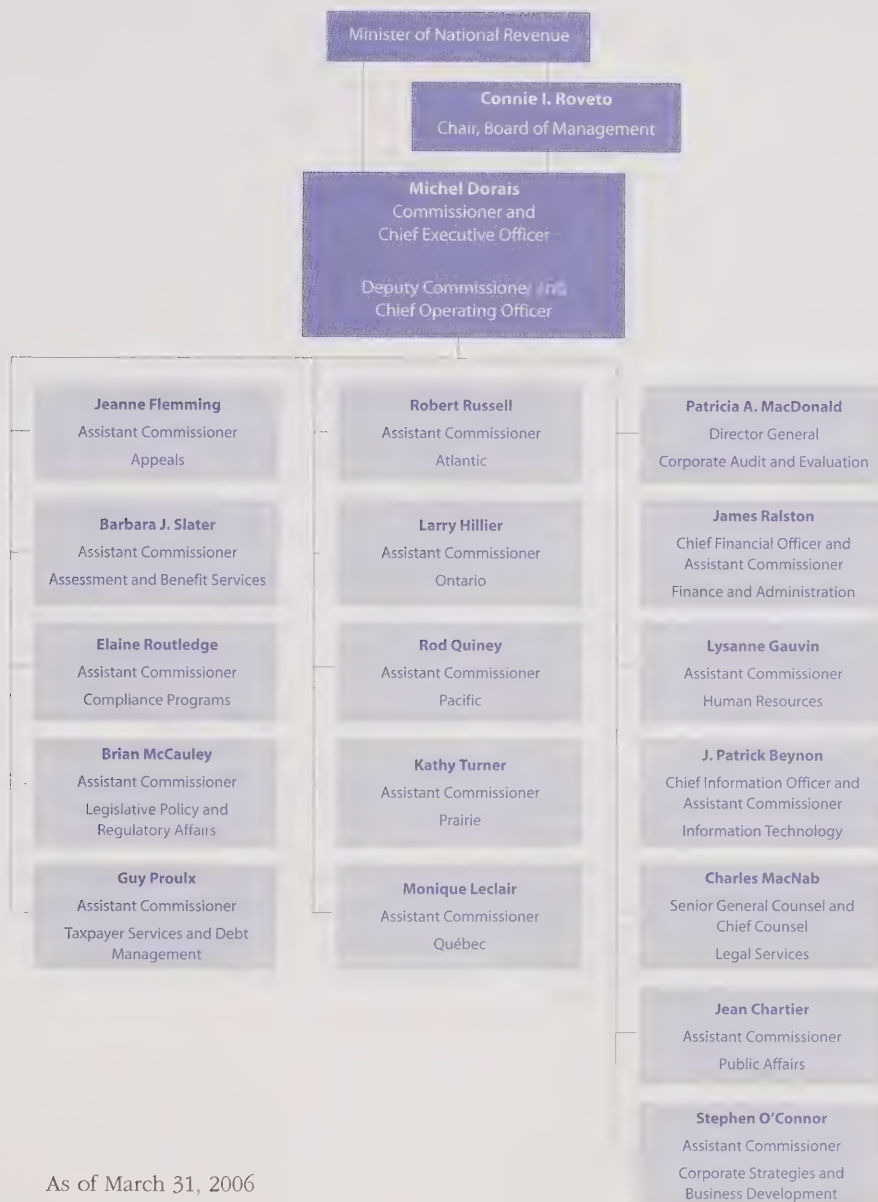 Minister of National Revenue
Connie I. Roveto
Chair, Board of Management
Michel Dorais
Commissioner and
Chief Executive Officer
Deputy Commissioner and
Chief Operating Officer
Jeanne Flemming
Assistant Commissioner
Appeals
Barbara J. Slater
Assistant Commissioner
Assessment and Benefit Services
Elaine Routledge
Assistant Commissioner
Compliance Programs
Brian McCauley
Assistant Commissioner
Legislative Policy and
Regulatory Affairs
Guy Proulx
Assistant Commissioner
Taxpayer Services and Debt
Management
Robert Russell
Assistant Commissioner
Atlantic
Larry Hillier
Assistant Commissioner
Ontario
Rod Quiney
Assistant Commissioner
Pacific
Kathy Turner
Assistant Commissioner
Prairie
Monique Leclair
Assistant Commissioner
Québec
Patricia A. MacDonald
Director General
Corporate Audit and Evaluation
James Ralston
Chief Financial Officer and
Assistant Commissioner
Finance and Administration
Lysanne Gauvin
Assistant Commissioner
Human Resources
J. Patrick Beynon
Chief Information Officer and
Assistant Commissioner
Information Technology
Charles MacNab
Senior General Counsel and
Chief Counsel
Legal Services
Jean Chartier
Assistant Commissioner
Public Affairs
Stephen O'Connor
Assistant Commissioner
Corporate Strategies and
Business Development
As of March 31, 2006